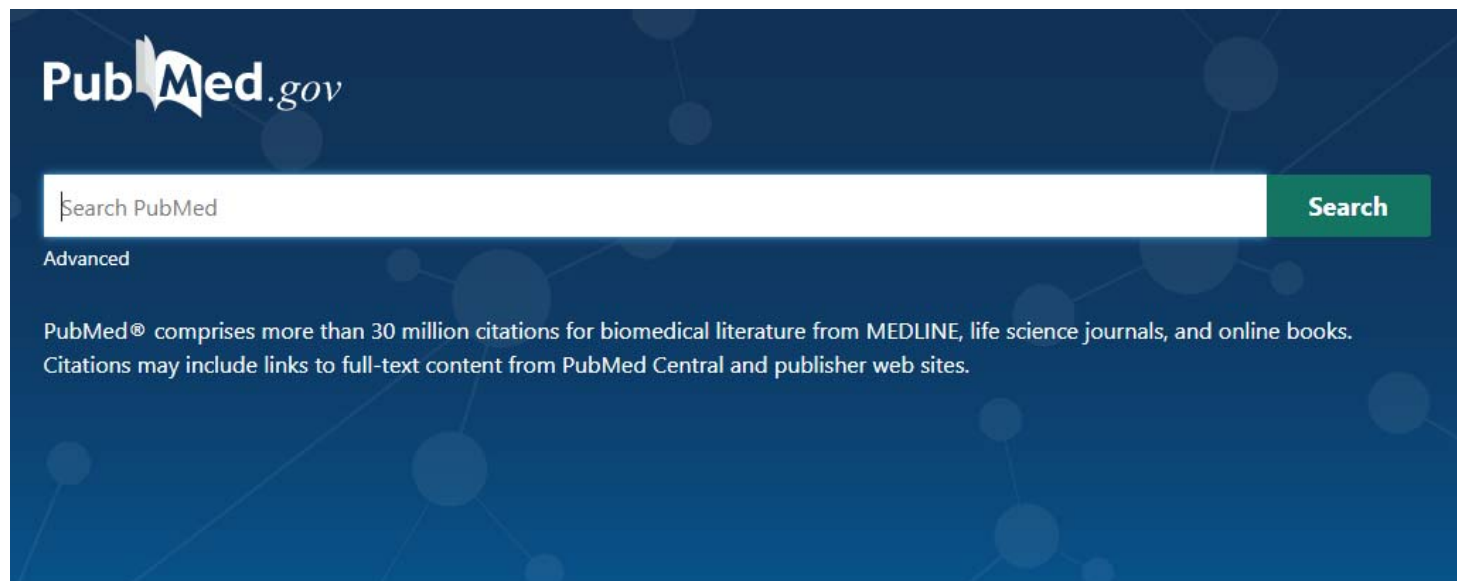 PubMed.gov
Search PubMed
Search
Advanced
PubMed® comprises more than 30 million citations for biomedical literature from MEDLINE, life science journals, and online books.
Citations may include links to full-text content from PubMed Central and publisher web sites.